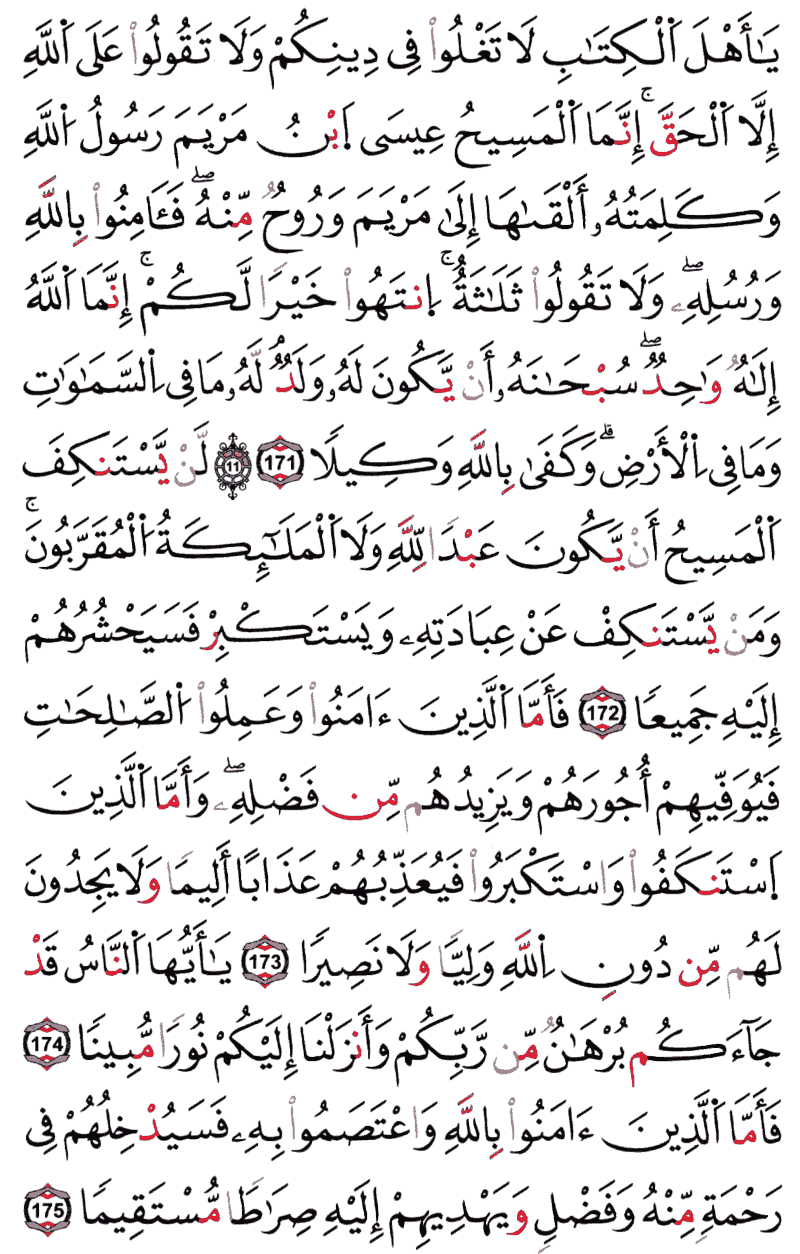 يَـٰٓأَهْلَ ٱلْكِتَـٰبِ لَا تَغْلُوا۟ فِى دِينِكُمْ وَلَا تَقُولُوا۟ عَلَى ٱللَّهِ
إِلَّا ٱلْحَقَّ ۚ إِنَّمَا ٱلْمَسِيحُ عِيسَى ٱبْنُ مَرْيَمَ رَسُولُ ٱللَّهِ
وَكَلِمَتُهُۥ أَلْقَىٰهَا إِلَىٰ مَرْيَمَ وَرُوحٌ مِّنْهُ ۖ فَـَٔامِنُوا۟ بِٱللَّهِ
وَرُسُلِهِۦ ۖ وَلَا تَقُولُوا۟ ثَلَـٰثَةٌ ۚ ٱنتَهُوا۟ خَيْرًا لَّكُمْ ۚ إِنَّمَا ٱللَّهُ
إِلَـٰهٌ وَٰحِدٌ ۖ سُبْحَـٰنَهُۥٓ أَنْ يَّكُونَ لَهُۥ وَلَدٌ ۘ لَّهُۥ مَا فِى ٱلسَّمَـٰوَٰتِ
وَمَا فِى ٱلْأَرْضِ ۗ وَكَفَىٰ بِٱللَّهِ وَكِيلًا 171 11 لَّنْ يَّسْتَنكِفَ
ٱلْمَسِيحُ أَنْ يَّكُونَ عَبْدًا لِّلَّهِ وَلَا ٱلْمَلَـٰٓئِكَةُ ٱلْمُقَرَّبُونَ ۚ
وَمَنْ يَّسْتَنكِفْ عَنْ عِبَادَتِهِۦ وَيَسْتَكْبِرْ فَسَيَحْشُرُهُمْ
إِلَيْهِ جَمِيعًا 172 فَأَمَّا ٱلَّذِينَ ءَامَنُوا۟ وَعَمِلُوا۟ ٱلصَّـٰلِحَـٰتِ
فَيُوَفِّيهِمْ أُجُورَهُمْ وَيَزِيدُهُم مِّن فَضْلِهِۦ ۖ وَأَمَّا ٱلَّذِينَ
ٱسْتَنكَفُوا۟ وَٱسْتَكْبَرُوا۟ فَيُعَذِّبُهُمْ عَذَابًا أَلِيمًا وَلَا يَجِدُونَ
لَهُم مِّن دُونِ ٱللَّهِ وَلِيًّا وَلَا نَصِيرًا 173 يَـٰٓأَيُّهَا ٱلنَّاسُ قَدْ
جَآءَكُم بُرْهَـٰنٌ مِّن رَّبِّكُمْ وَأَنزَلْنَآ إِلَيْكُمْ نُورًا مُّبِينًا 174
فَأَمَّا ٱلَّذِينَ ءَامَنُوا۟ بِٱللَّهِ وَٱعْتَصَمُوا۟ بِهِۦ فَسَيُدْخِلُهُمْ فِى
رَحْمَةٍ مِّنْهُ وَفَضْلٍ وَيَهْدِيهِمْ إِلَيْهِ صِرَٰطًا مُّسْتَقِيمًا 175